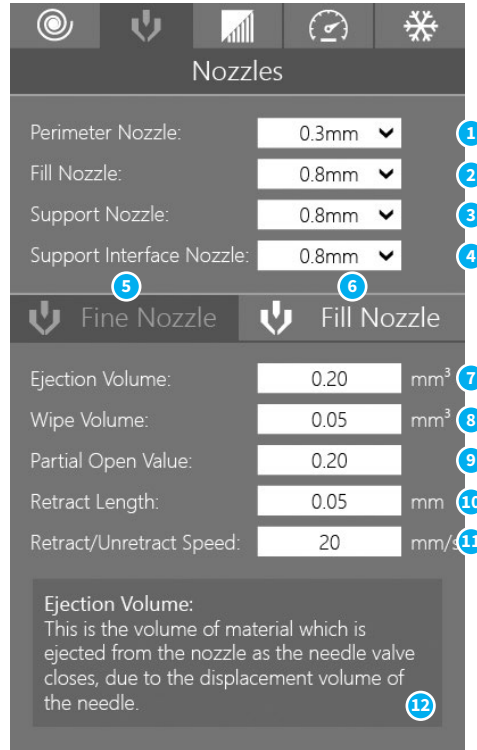 Nozzles
Perimeter Nozzle: 0.3mm 1
Fill Nozzle: 0.8mm 2
Support Nozzle: 0.8mm 3
Support Interface Nozzle: 0.8mm 4
5 6
Fine Nozzle Fill Nozzle
Ejection Volume: 0.20 mm³ 7
Wipe Volume: 0.05 mm³ 8
Partial Open Value: 0.20 9
Retract Length: 0.05 mm 10
Retract/Unretract Speed: 20 mm/s 11
Ejection Volume:
This is the volume of material which is
ejected from the nozzle as the needle valve
closes, due to the displacement volume of
the needle. 12